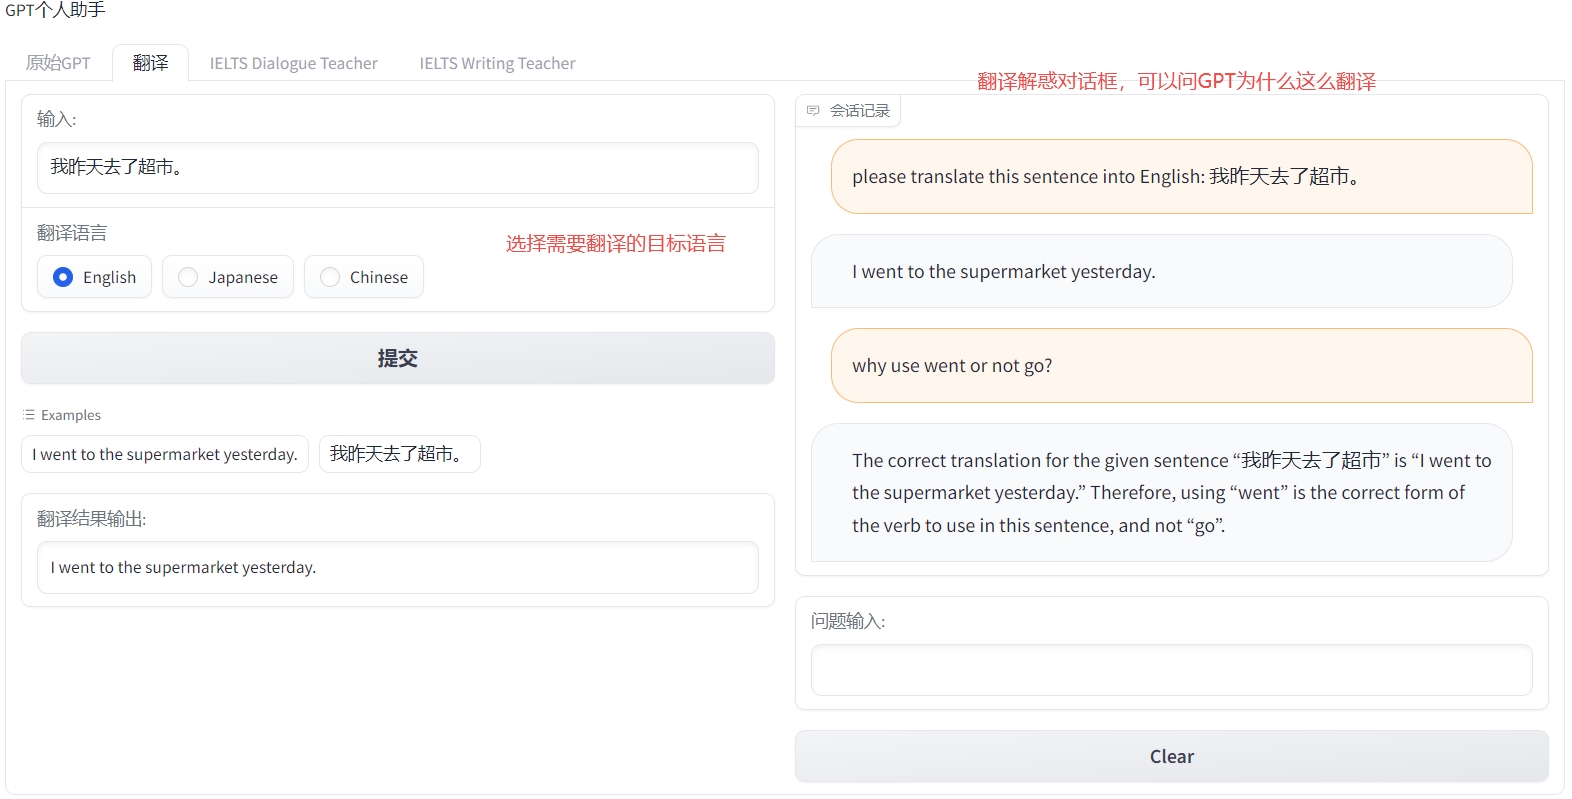 GPT个人助手
原始GPT
翻译
IELTS Dialogue Teacher
IELTS Writing Teacher
翻译解惑对话框，可以问GPT为什么这么翻译
输入:
我昨天去了超市。
翻译语言
选择需要翻译的目标语言
English
Japanese
Chinese
提交
Examples
I went to the supermarket yesterday.
我昨天去了超市。
翻译结果输出:
I went to the supermarket yesterday.
会话记录
please translate this sentence into English: 我昨天去了超市。
I went to the supermarket yesterday.
why use went or not go?
The correct translation for the given sentence “我昨天去了超市” is “I went to
the supermarket yesterday.” Therefore, using “went” is the correct form of
the verb to use in this sentence, and not “go”.
问题输入:
Clear